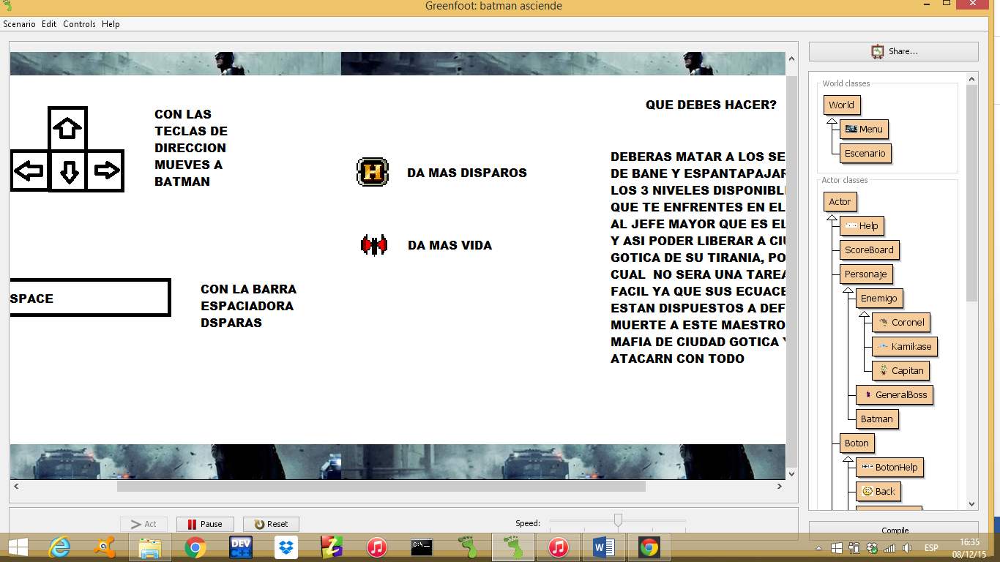 Greenfoot: batman asciende
Scenario Edit Controls Help
Share...
CON LAS
TECLAS DE
DIRECCION
MUEVES A
BATMAN
SPACE
CON LA BARRA
ESPACIADORA
DSPARAS
H
DA MAS DISPAROS
DA MAS VIDA
QUE DEBES HACER?
DEBERAS MATAR A LOS SE
DE BANE Y ESPANTAPAJAR
LOS 3 NIVELES DISPONIBL
QUE TE ENFRENTES EN EL
AL JEFE MAYOR QUE ES EL
Y ASI PODER LIBERAR A CIU
GOTICA DE SU TIRANIA, PO
CUAL NO SERA UNA TAREA
FACIL YA QUE SUS ECUACE
ESTAN DISPUESTOS A DEF
MUERTE A ESTE MAESTRO
MAFIA DE CIUDAD GOTICA Y
ATACARN CON TODO
World classes
World
Menu
Escenario
Actor classes
Actor
Help
ScoreBoard
Personaje
Enemigo
Coronel
Kamikase
Capitan
GeneralBoss
Batman
Boton
BotonHelp
Back
Act
Pause
Reset
Speed:
Compile
DEV
C++
C:\
ESP
16:35
08/12/15